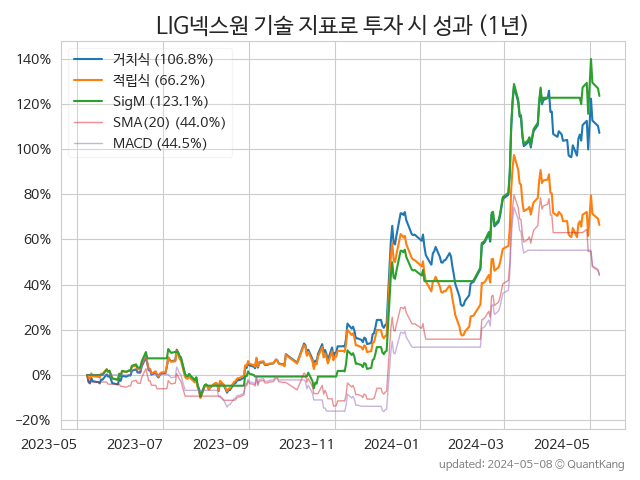 LIG넥스원 기술 지표로 투자 시 성과 (1년)
140%
120%
100%
80%
60%
40%
20%
0%
−20%
거치식 (106.8%)
적립식 (66.2%)
SigM (123.1%)
SMA(20) (44.0%)
MACD (44.5%)
2023-05
2023-07
2023-09
2023-11
2024-01
2024-03
2024-05
updated: 2024-05-08 ⓒ QuantKang